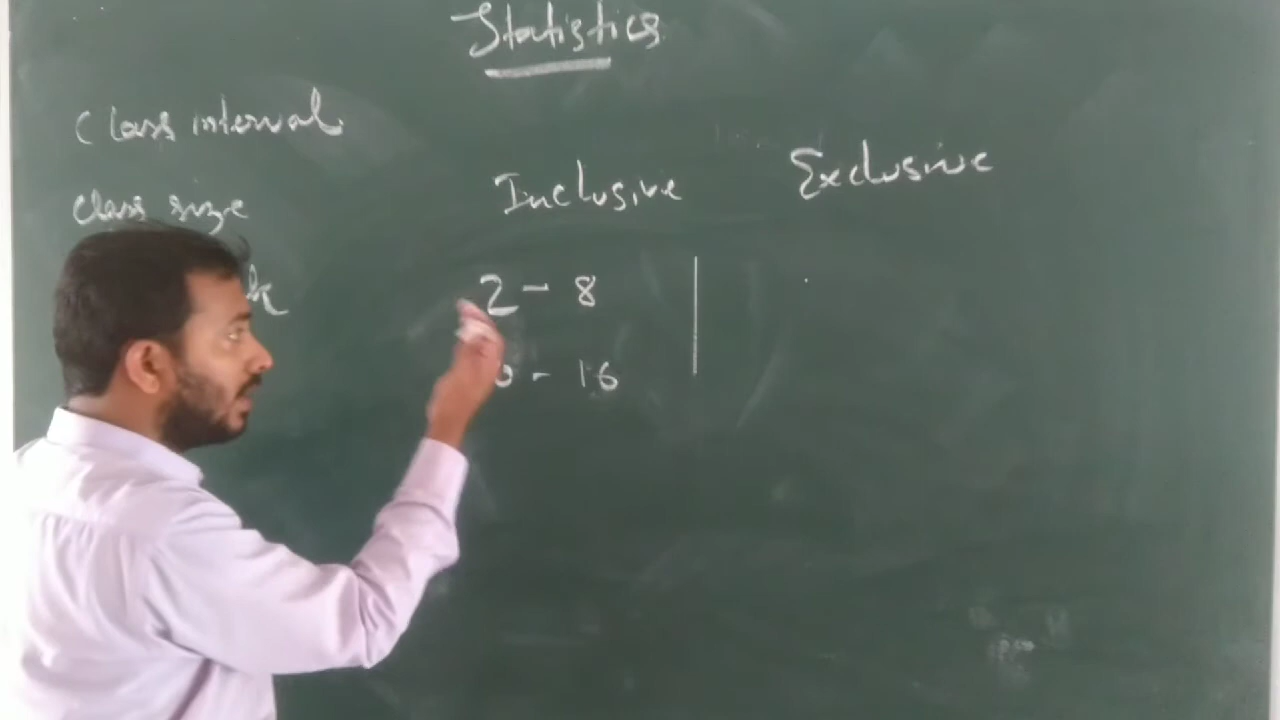 Statistics
Class interval
Inclusive Exclusive
class size
2 - 8
- 16